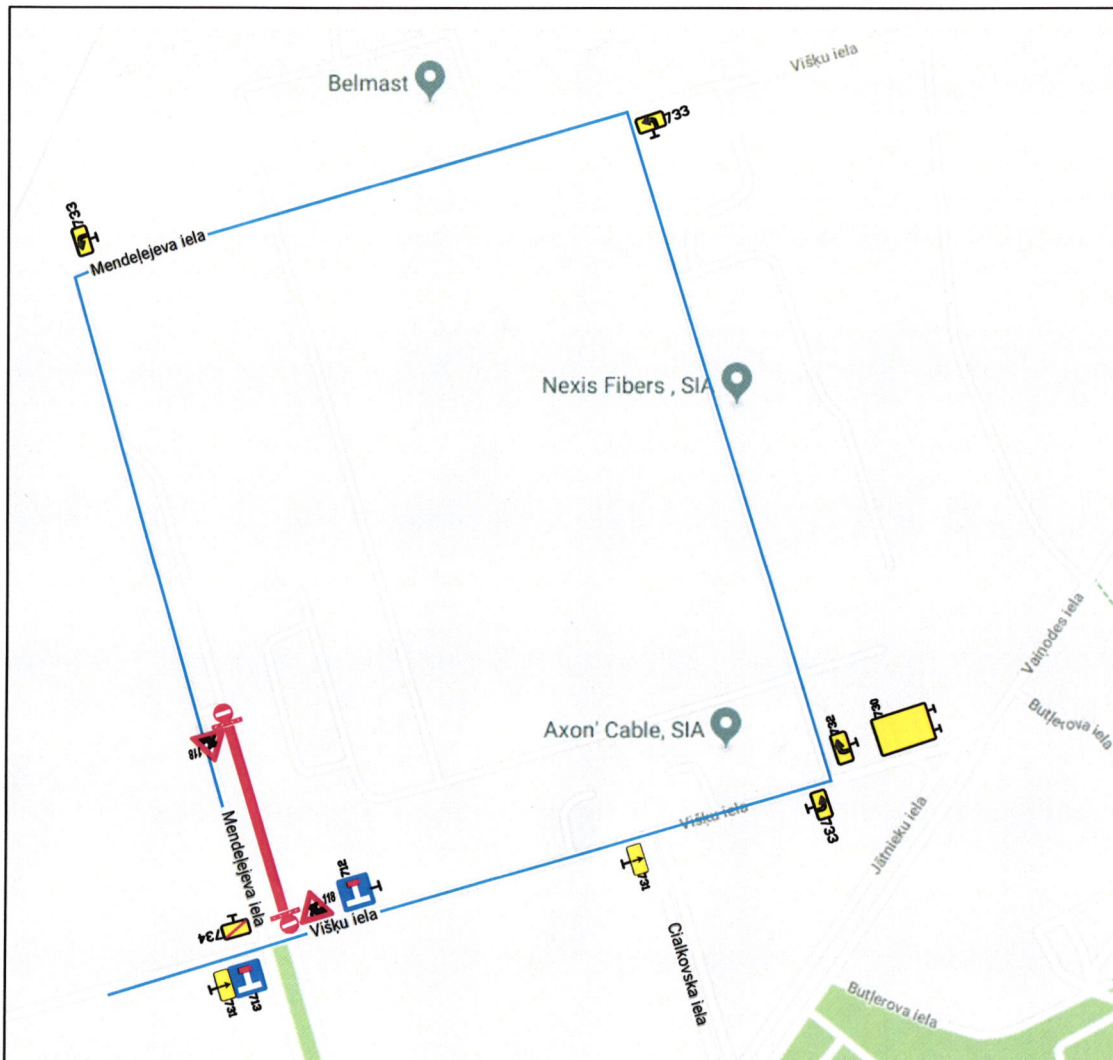 Višķu iela
Belmast
733
733
Mendeļejeva iela
Nexis Fibers , SIA
Vaiņodes iela
Butļerova iela
730
732
Axon' Cable, SIA
118
733
Višķu iela
Jātnieku iela
Mendeļejeva iela
731
712
118
Višķu iela
734
Cialkovska iela
731
713
Butļerova iela